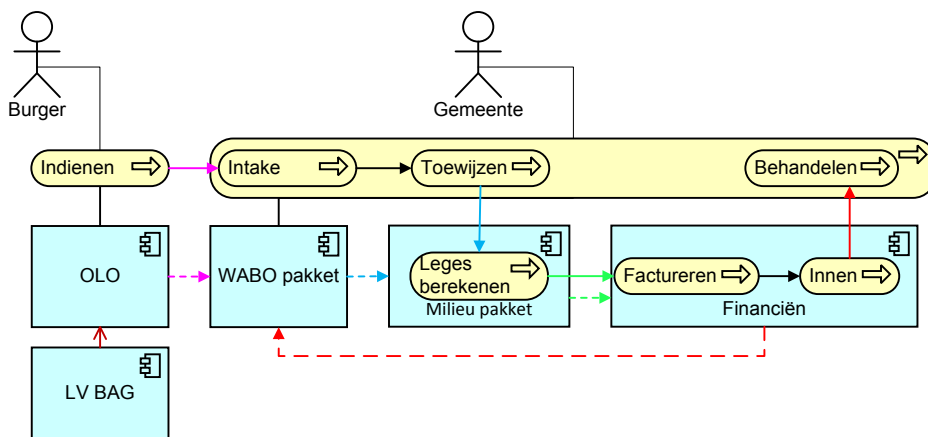 Burger
Gemeente
Indienen
Intake
Toewijzen
Behandelen
OLO
WABO pakket
Leges
berekenen
Milieu pakket
Factureren
Innen
Financiën
LV BAG